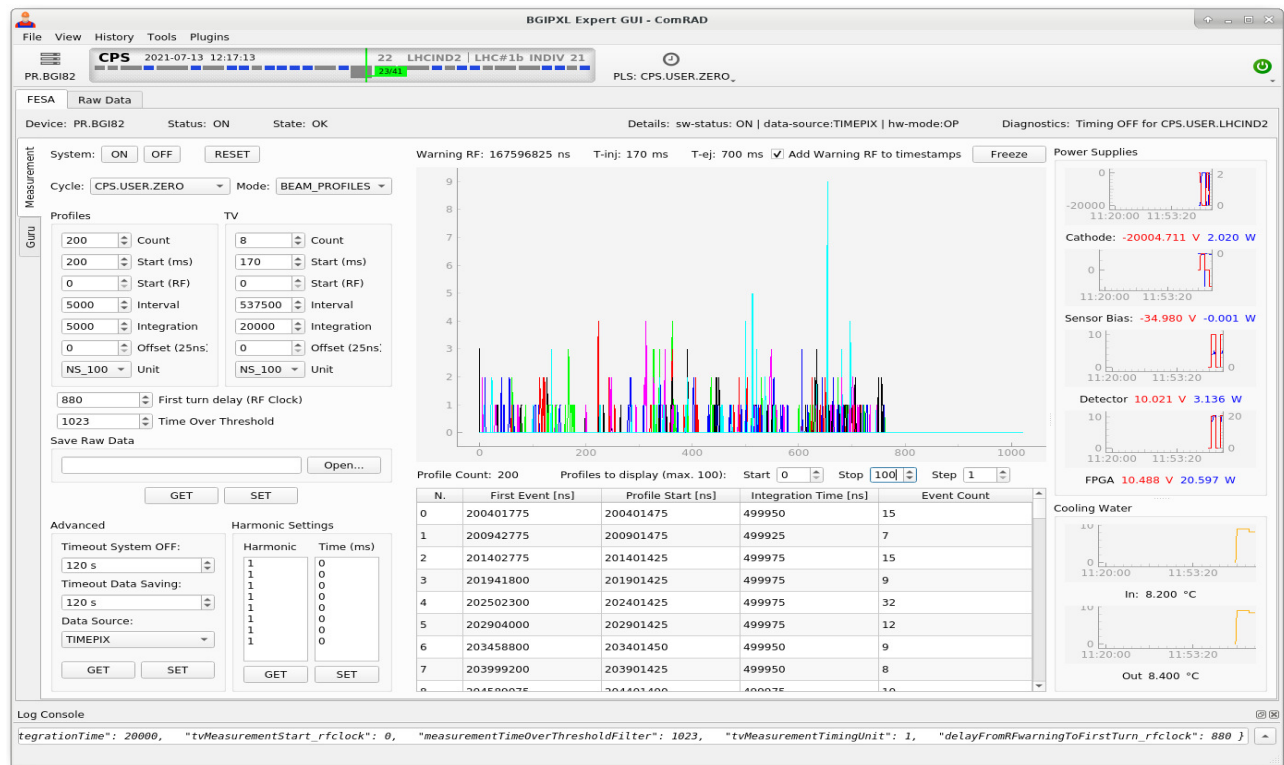 BGIPXL Expert GUI - ComRAD
File View History Tools Plugins
PR.BGI82
CPS 2021-07-13 12:17:13 22 LHCIND2 LHC#1b INDIV 21
23/41
PLS: CPS.USER.ZERO
FESA Raw Data
Device: PR.BGI82 Status: ON State: OK Details: sw-status: ON | data-source:TIMEPIX | hw-mode:OP Diagnostics: Timing OFF for CPS.USER.LHCIND2
Measurement
Guru
System: ON OFF RESET
Cycle: CPS.USER.ZERO Mode: BEAM_PROFILES
Profiles
200 Count
200 Start (ms)
0 Start (RF)
5000 Interval
5000 Integration
0 Offset (25ns)
NS_100 Unit
TV
8 Count
170 Start (ms)
0 Start (RF)
537500 Interval
20000 Integration
0 Offset (25ns)
NS_100 Unit
880 First turn delay (RF Clock)
1023 Time Over Threshold
Save Raw Data
Open...
GET SET
Advanced
Timeout System OFF:
120 s
Timeout Data Saving:
120 s
Data Source:
TIMEPIX
GET SET
Harmonic Settings
Harmonic Time (ms)
1 0
1 0
1 0
1 0
1 0
1 0
1 0
1 0
GET SET
Warning RF: 167596825 ns T-inj: 170 ms T-ej: 700 ms Add Warning RF to timestamps Freeze
9
8
7
6
5
4
3
2
1
0
0 200 400 600 800 1000
Profile Count: 200 Profiles to display (max. 100): Start 0 Stop 100 Step 1
N. First Event [ns] Profile Start [ns] Integration Time [ns] Event Count
0 200401775 200401475 499950 15
1 200942775 200901475 499925 7
2 201402775 201401425 499975 15
3 201941800 201901425 499975 9
4 202502300 202401425 499975 32
5 202904000 202901425 499975 12
6 203458800 203401450 499950 9
7 203999200 203901425 499950 8
Power Supplies
0 2
-20000 0
11:20:00 11:53:20
Cathode: -20004.711 V 2.020 W
0 0
11:20:00 11:53:20
Sensor Bias: -34.980 V -0.001 W
10
0 0
11:20:00 11:53:20
Detector 10.021 V 3.136 W
10 20
0 0
11:20:00 11:53:20
FPGA 10.488 V 20.597 W
Cooling Water
10
0
11:20:00 11:53:20
In: 8.200 °C
10
0
11:20:00 11:53:20
Out 8.400 °C
Log Console
tegrationTime": 20000, "tvMeasurementStart_rfclock": 0, "measurementTimeOverThresholdFilter": 1023, "tvMeasurementTimingUnit": 1, "delayFromRFwarningToFirstTurn_rfclock": 880 }